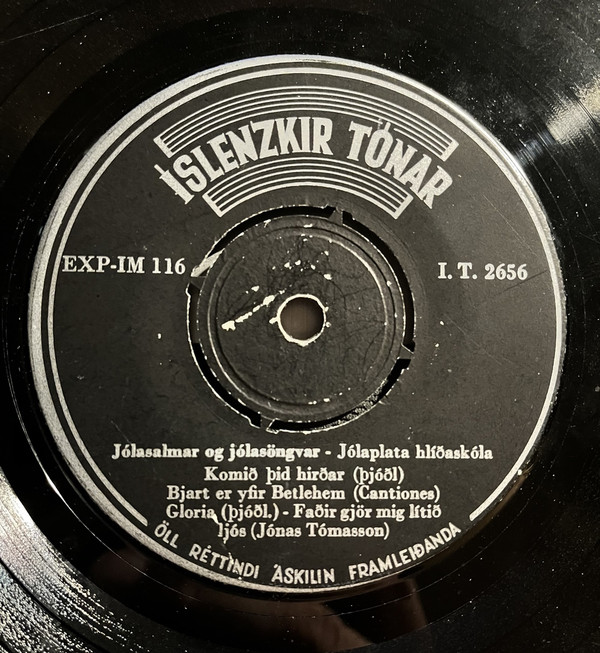 ÍSLENZKIR TÓNAR
EXP-IM 116
I. T. 2656
Jólasalmar og jólasöngvar - Jólaplata hlíðaskóla
Komið þid hirðar (þjóðl)
Bjart er yfir Betlehem (Cantiones)
Gloria (þjóðl.) - Faðir gjör mig lítið
ljós (Jónas Tómasson)
ÖLL RÉTTINDI ÁSKILIN FRAMLEIÐANDA